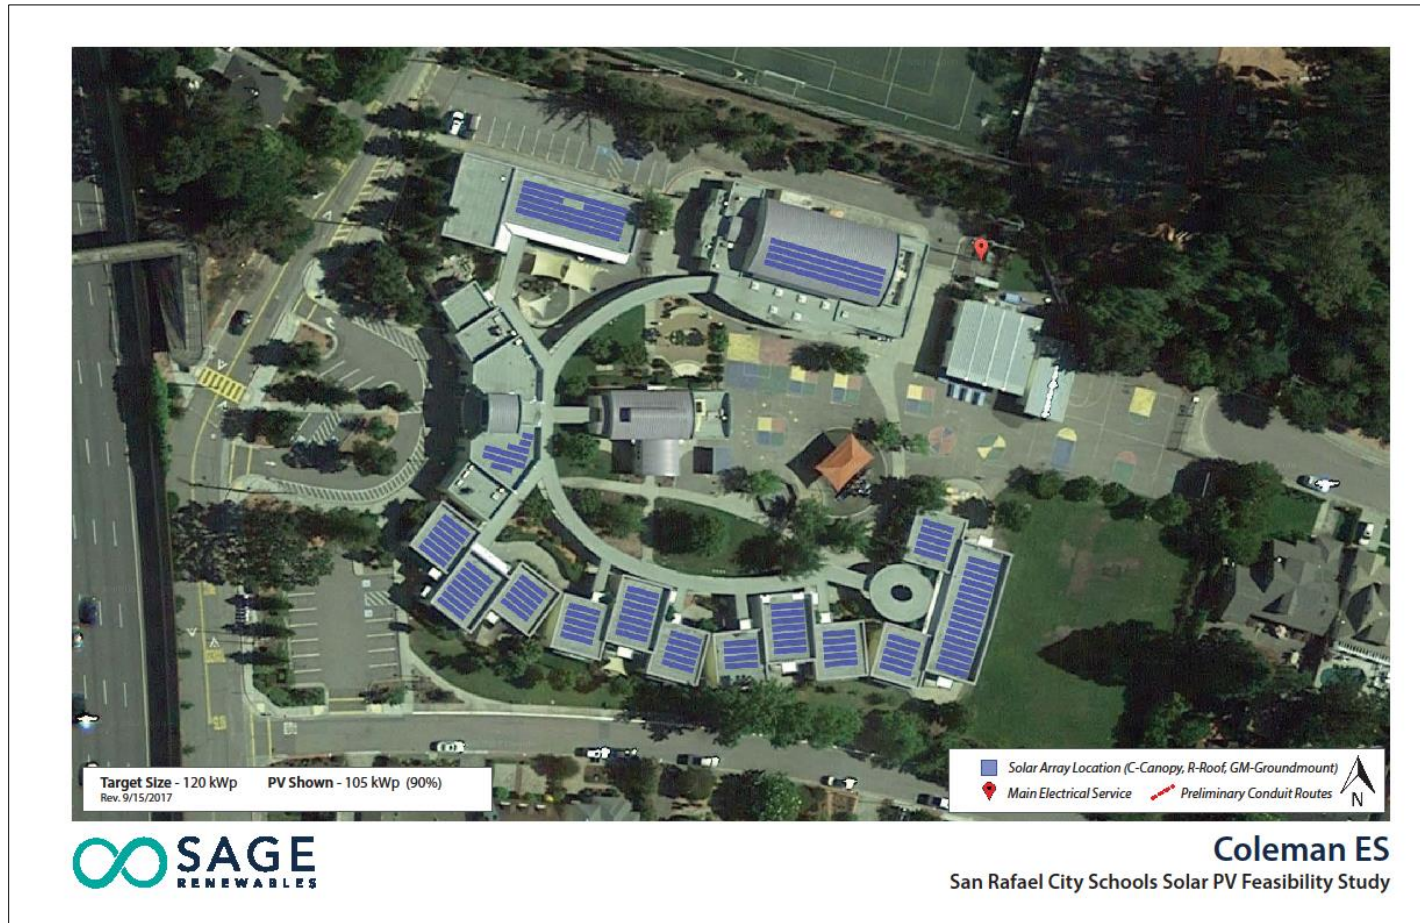 Target Size - 120 kWp PV Shown - 105 kWp (90%)
Rev. 9/15/2017
Solar Array Location (C-Canopy, R-Roof, GM-Groundmount)
Main Electrical Service Preliminary Conduit Routes
N
SAGE
RENEWABLES
Coleman ES
San Rafael City Schools Solar PV Feasibility Study